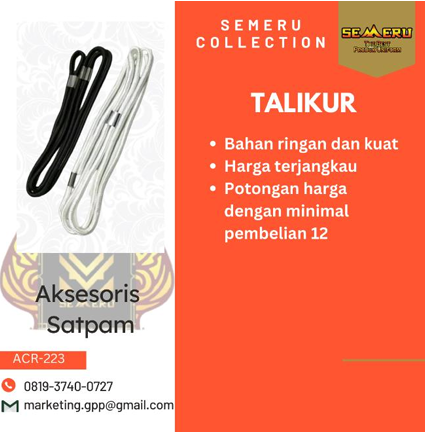 SEMERU
COLLECTION
SEMERU
TALIKUR
• Bahan ringan dan kuat
• Harga terjangkau
• Potongan harga
dengan minimal
pembelian 12
SEMERU
Aksesoris
Satpam
ACR-223
0819-3740-0727
marketing.gpp@gmail.com